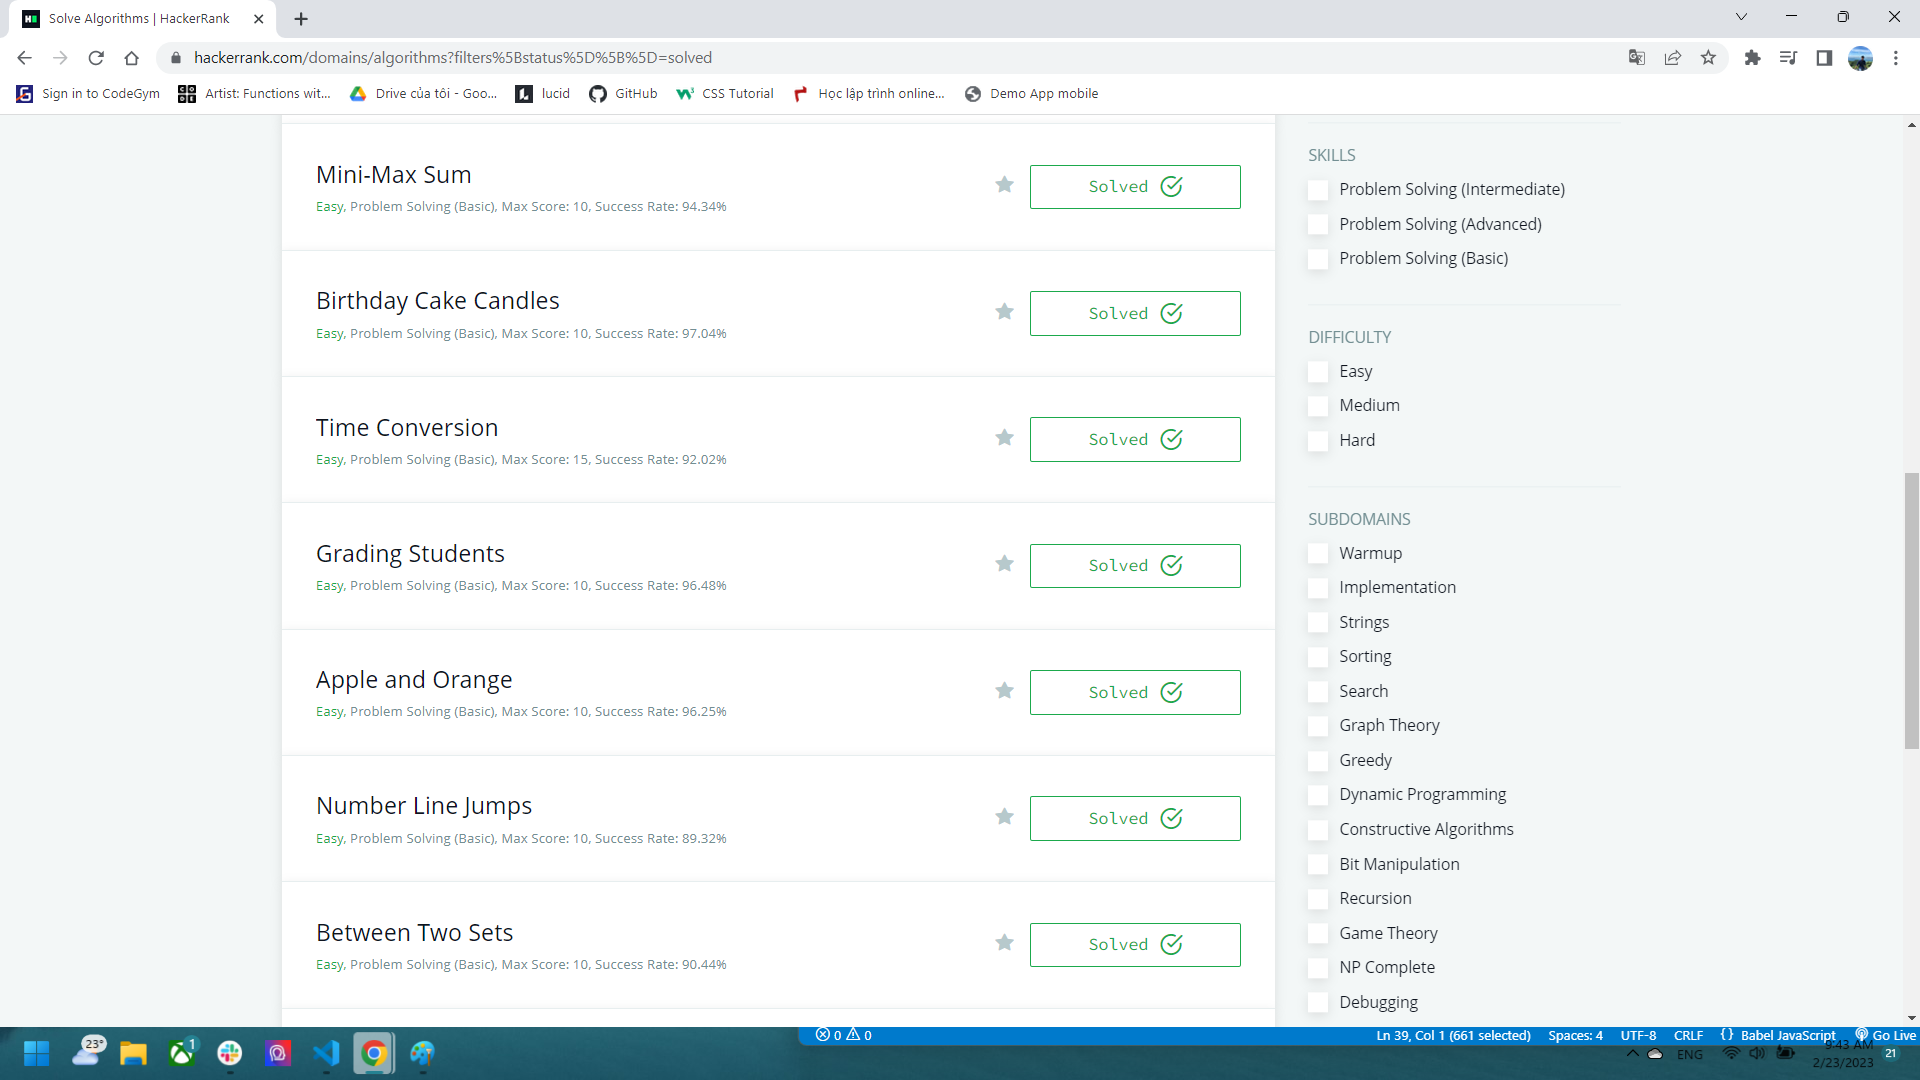 Solve Algorithms | HackerRank
hackerrank.com/domains/algorithms?filters%5Bstatus%5D%5B%5D=solved
Sign in to CodeGym
Artist: Functions wit...
Drive của tôi - Goo...
lucid
GitHub
CSS Tutorial
Học lập trình online...
Demo App mobile
Mini-Max Sum
Easy, Problem Solving (Basic), Max Score: 10, Success Rate: 94.34%
Solved
Birthday Cake Candles
Easy, Problem Solving (Basic), Max Score: 10, Success Rate: 97.04%
Solved
Time Conversion
Easy, Problem Solving (Basic), Max Score: 15, Success Rate: 92.02%
Solved
Grading Students
Easy, Problem Solving (Basic), Max Score: 10, Success Rate: 96.48%
Solved
Apple and Orange
Easy, Problem Solving (Basic), Max Score: 10, Success Rate: 96.25%
Solved
Number Line Jumps
Easy, Problem Solving (Basic), Max Score: 10, Success Rate: 89.32%
Solved
Between Two Sets
Easy, Problem Solving (Basic), Max Score: 10, Success Rate: 90.44%
Solved
SKILLS
Problem Solving (Intermediate)
Problem Solving (Advanced)
Problem Solving (Basic)
DIFFICULTY
Easy
Medium
Hard
SUBDOMAINS
Warmup
Implementation
Strings
Sorting
Search
Graph Theory
Greedy
Dynamic Programming
Constructive Algorithms
Bit Manipulation
Recursion
Game Theory
NP Complete
Debugging
0 0
Ln 39, Col 1 (661 selected) Spaces: 4 UTF-8 CRLF {} Babel JavaScript Go Live
23°
1
ENG
9:43 AM
2/23/2023
21